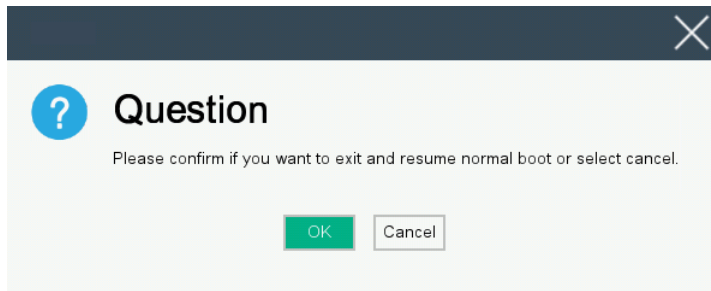 Question
Please confirm if you want to exit and resume normal boot or select cancel.
OK Cancel